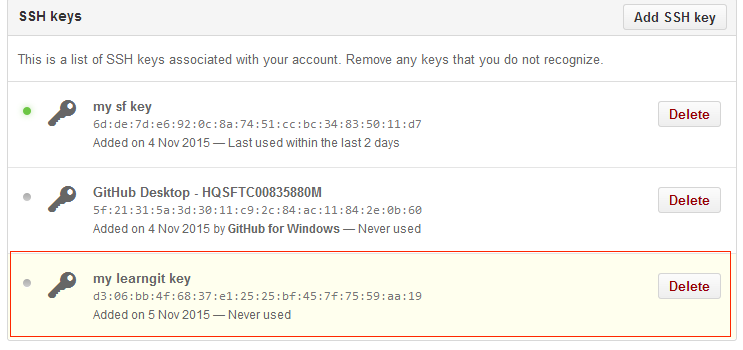 SSH keys
Add SSH key
This is a list of SSH keys associated with your account. Remove any keys that you do not recognize.
my sf key
6d:de:7d:e6:92:0c:8a:74:51:cc:bc:34:83:50:11:d7
Added on 4 Nov 2015 — Last used within the last 2 days
Delete
GitHub Desktop - HQSFTC00835880M
5f:21:31:5a:3d:30:11:c9:2c:84:ac:11:84:2e:0b:60
Added on 4 Nov 2015 by GitHub for Windows — Never used
Delete
my learngit key
d3:06:bb:4f:68:37:e1:25:25:bf:45:7f:75:59:aa:19
Added on 5 Nov 2015 — Never used
Delete